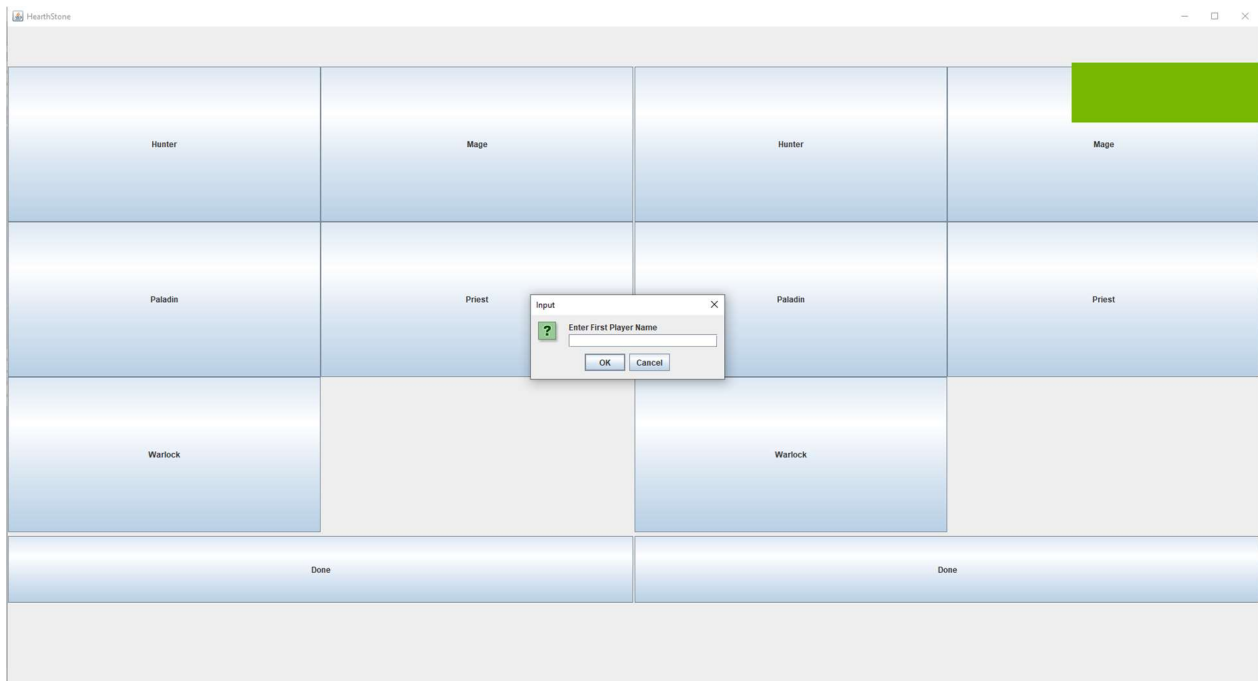 HearthStone
Hunter
Mage
Hunter
Mage
Paladin
Priest
Paladin
Priest
Input
?
Enter First Player Name
OK
Cancel
Warlock
Warlock
Done
Done